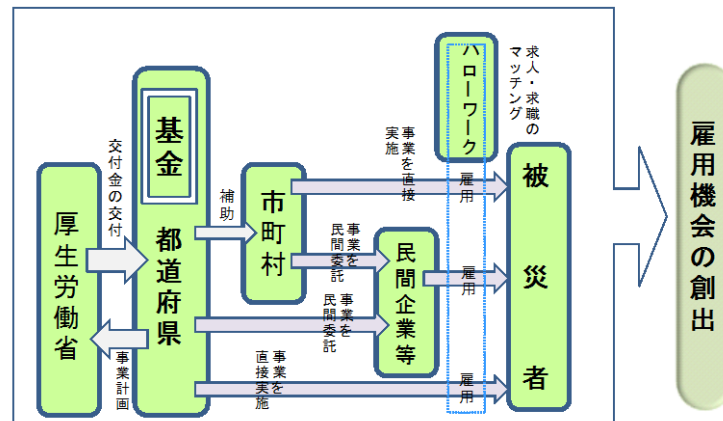 厚生労働省
交付金の交付
事業計画
基金
都道府県
補助
市町村
事業を直接
実施
事業を
民間委託
事業を
民間委託
事業を
直接実施
民間企業等
ハローワーク
求人・求職の
マッチング
雇用
雇用
雇用
被災者
雇用機会の創出